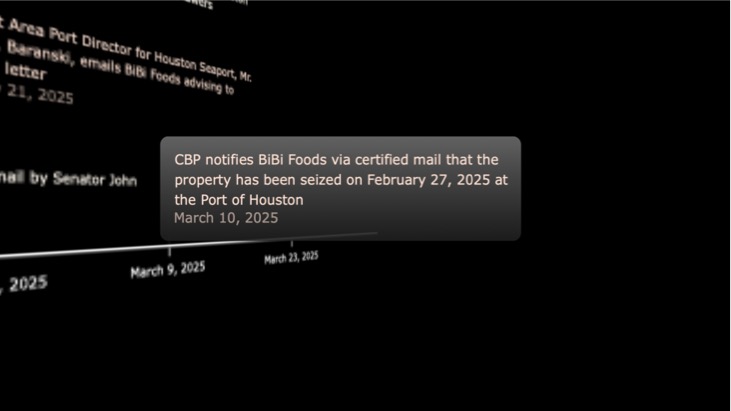 t Area Port Director for Houston Seaport, Mr.
Baranski, emails BiBi Foods advising to
letter
21, 2025
CBP notifies BiBi Foods via certified mail that the
property has been seized on February 27, 2025 at
the Port of Houston
March 10, 2025
by Senator John
, 2025
March 9, 2025
March 23, 2025